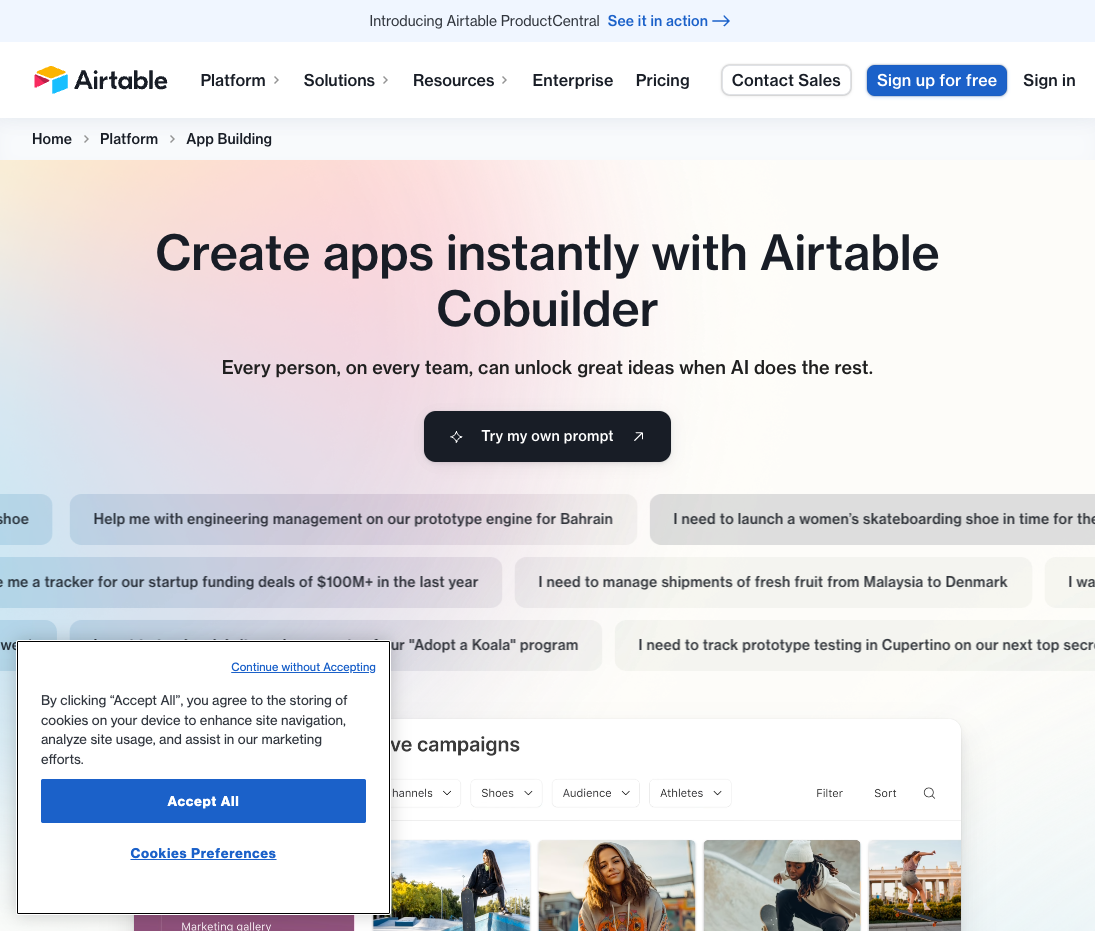 Introducing Airtable ProductCentral See it in action
Airtable Platform Solutions Resources Enterprise Pricing Contact Sales Sign up for free Sign in
Home Platform App Building
Create apps instantly with Airtable
Cobuilder
Every person, on every team, can unlock great ideas when AI does the rest.
Try my own prompt
shoe Help me with engineering management on our prototype engine for Bahrain I need to launch a women's skateboarding shoe in time for the
me a tracker for our startup funding deals of $100M+ in the last year I need to manage shipments of fresh fruit from Malaysia to Denmark I wa
"Adopt a Koala" program I need to track prototype testing in Cupertino on our next top secr
Continue without Accepting
By clicking “Accept All”, you agree to the storing of
cookies on your device to enhance site navigation,
analyze site usage, and assist in our marketing
efforts.
Accept All
Cookies Preferences
ve campaigns
hannels Shoes Audience Athletes Filter Sort
Marketing gallery